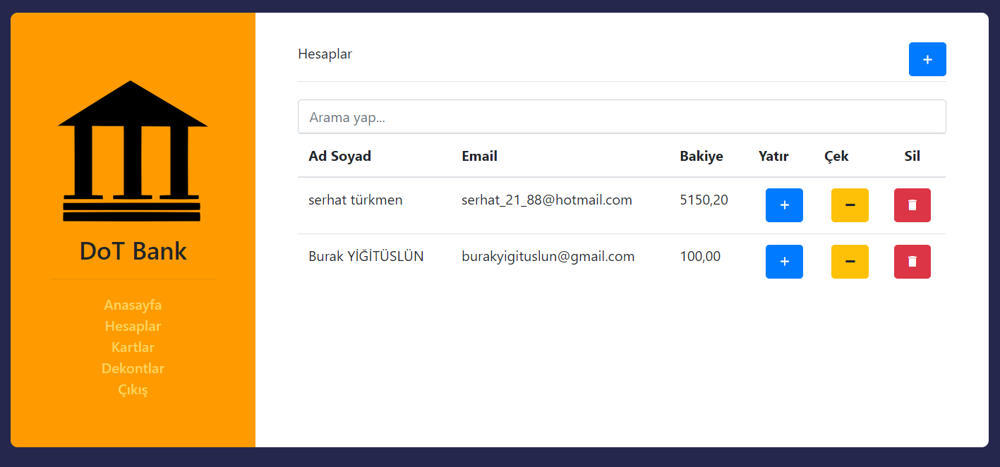 DoT Bank
Anasayfa
Hesaplar
Kartlar
Dekontlar
Çıkış
Hesaplar
Arama yap...
Ad Soyad Email Bakiye Yatır Çek Sil
serhat türkmen serhat_21_88@hotmail.com 5150,20
Burak YİĞİTÜSLÜN burakyigituslun@gmail.com 100,00